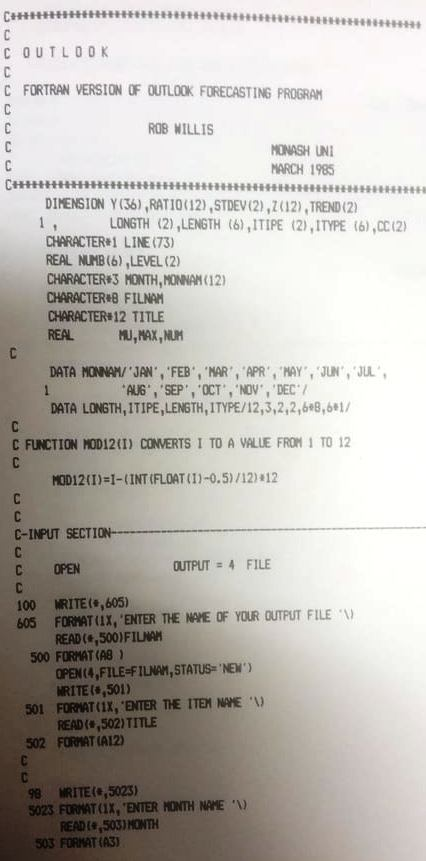 C*******************************************************
C
C O U T L O O K
C
C FORTRAN VERSION OF OUTLOOK FORECASTING PROGRAM
C
C ROB WILLIS
C MONASH UNI
C MARCH 1985
C*******************************************************
DIMENSION Y(36),RATIO(12),STDEV(2),Z(12),TREND(2)
1 , LONGTH (2),LENGTH (6),ITIPE (2),ITYPE (6),CC(2)
CHARACTER*1 LINE(73)
REAL NUMB(6),LEVEL(2)
CHARACTER*3 MONTH,MONNAM(12)
CHARACTER*8 FILNAM
CHARACTER*12 TITLE
REAL MU,MAX,NUM
C
DATA MONNAM/'JAN','FEB','MAR','APR','MAY','JUN','JUL',
1 'AUG','SEP','OCT','NOV','DEC'/
DATA LONGTH,ITIPE,LENGTH,ITYPE/12,3,2,2,6*8,6*1/
C
C FUNCTION MOD12(I) CONVERTS I TO A VALUE FROM 1 TO 12
C
MOD12(I)=I-(INT(FLOAT(I)-0.5)/12)*12
C
C
C-INPUT SECTION--------------------------------------------
C
C OPEN OUTPUT = 4 FILE
C
100 WRITE(*,605)
605 FORMAT(1X,'ENTER THE NAME OF YOUR OUTPUT FILE '\)
READ(*,500)FILNAM
500 FORMAT(A8 )
OPEN(4,FILE=FILNAM,STATUS='NEW')
WRITE(*,501)
501 FORMAT(1X,'ENTER THE ITEM NAME '\)
READ(*,502)TITLE
502 FORMAT(A12)
C
C
98 WRITE(*,5023)
5023 FORMAT(1X,'ENTER MONTH NAME '\)
READ(*,503)MONTH
503 FORMAT(A3)